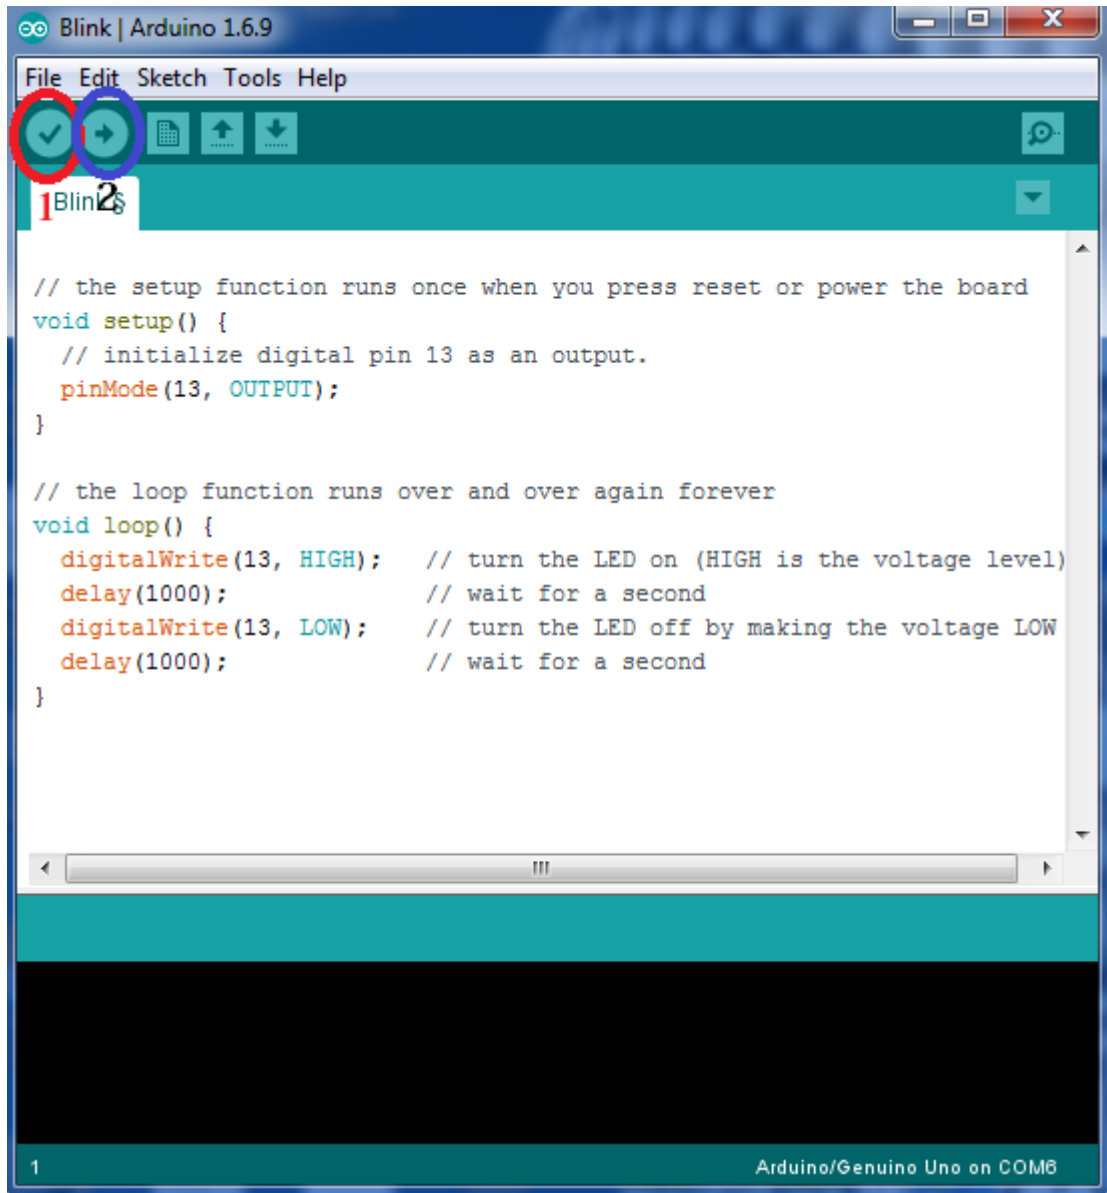 Blink | Arduino 1.6.9
File Edit Sketch Tools Help
1 2
Blink §
// the setup function runs once when you press reset or power the board
void setup() {
  // initialize digital pin 13 as an output.
  pinMode(13, OUTPUT);
}
// the loop function runs over and over again forever
void loop() {
  digitalWrite(13, HIGH);   // turn the LED on (HIGH is the voltage level)
  delay(1000);              // wait for a second
  digitalWrite(13, LOW);    // turn the LED off by making the voltage LOW
  delay(1000);              // wait for a second
}
1
Arduino/Genuino Uno on COM6